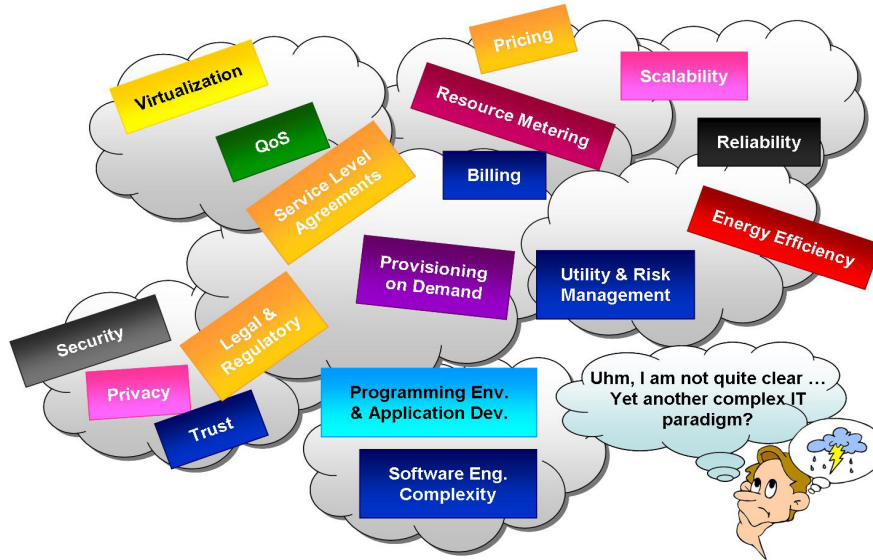 Pricing
Virtualization
Scalability
Resource Metering
QoS
Reliability
Billing
Service Level
Agreements
Energy Efficiency
Provisioning
on Demand
Utility & Risk
Management
Security
Legal &
Regulatory
Privacy
Trust
Programming Env.
& Application Dev.
Software Eng.
Complexity
Uhm, I am not quite clear ...
Yet another complex IT
paradigm?